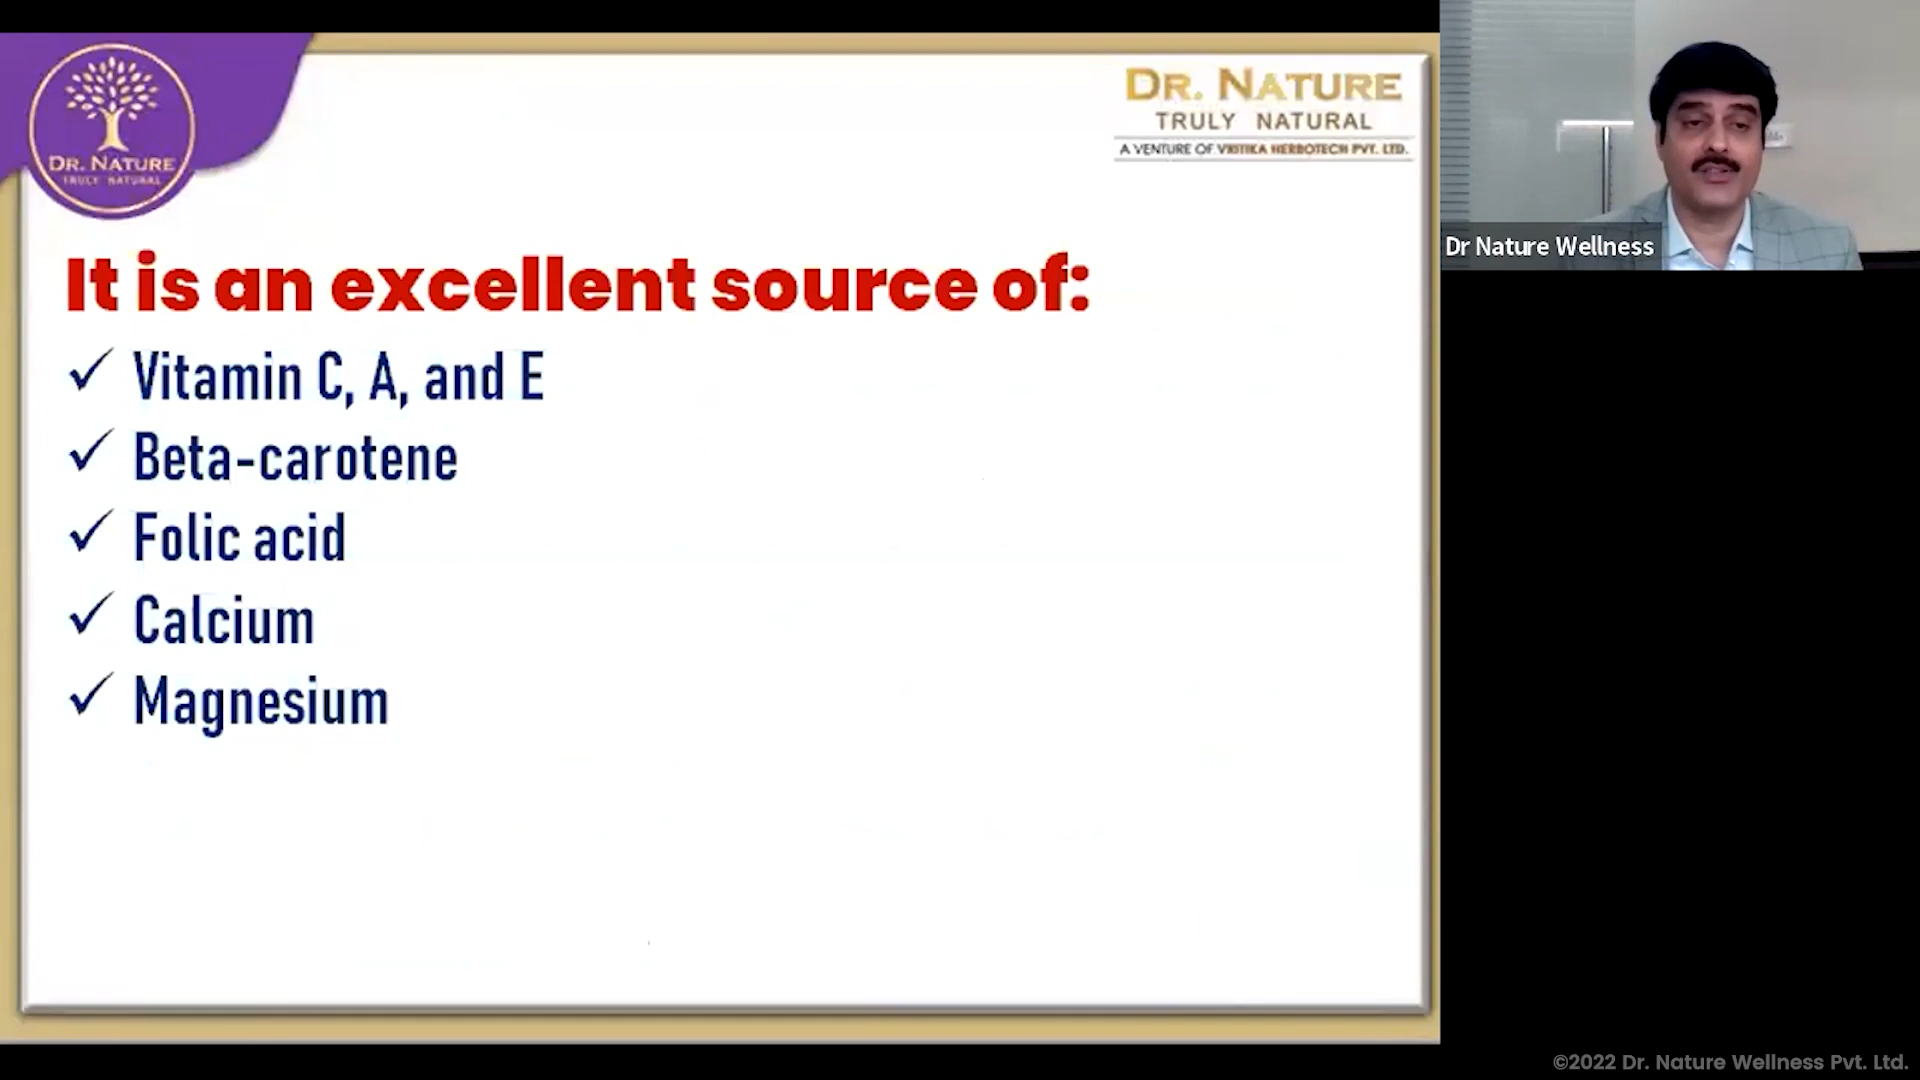 DR. NATURE
TRULY NATURAL
DR. NATURE
TRULY NATURAL
A VENTURE OF VRITIKA HERBOTECH PVT. LTD.
Dr Nature Wellness
It is an excellent source of:
✓ Vitamin C, A, and E
✓ Beta-carotene
✓ Folic acid
✓ Calcium
✓ Magnesium
©2022 Dr. Nature Wellness Pvt. Ltd.